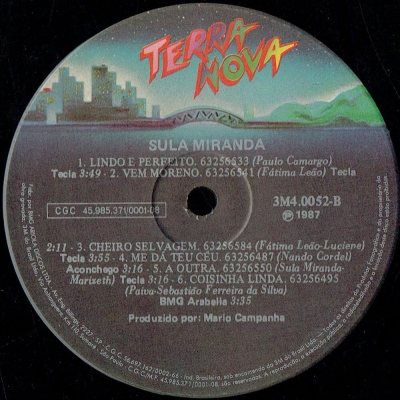 TERRA
NOVA
SULA MIRANDA
1. LINDO E PERFEITO. 63256533 (Paulo Camargo)
Tecla 3:49 - 2. VEM MORENO. 63256541 (Fátima Leão) Tecla
CGC 45.985.371/0001-08
3M4.0052-B
℗ 1987
2:11 - 3. CHEIRO SELVAGEM. 63256584 (Fátima Leão-Luciene)
Tecla 3:55 - 4. ME DÁ TEU CÉU. 63256487 (Nando Cordel)
Aconchego 3:16 - 5. A OUTRA. 63256550 (Sula Miranda-
Marizeth) Tecla 3:16 - 6. COISINHA LINDA. 63256495
(Paiva-Sebastião Ferreira da Silva)
BMG Arabella 3:35
Produzido por: Mario Campanha